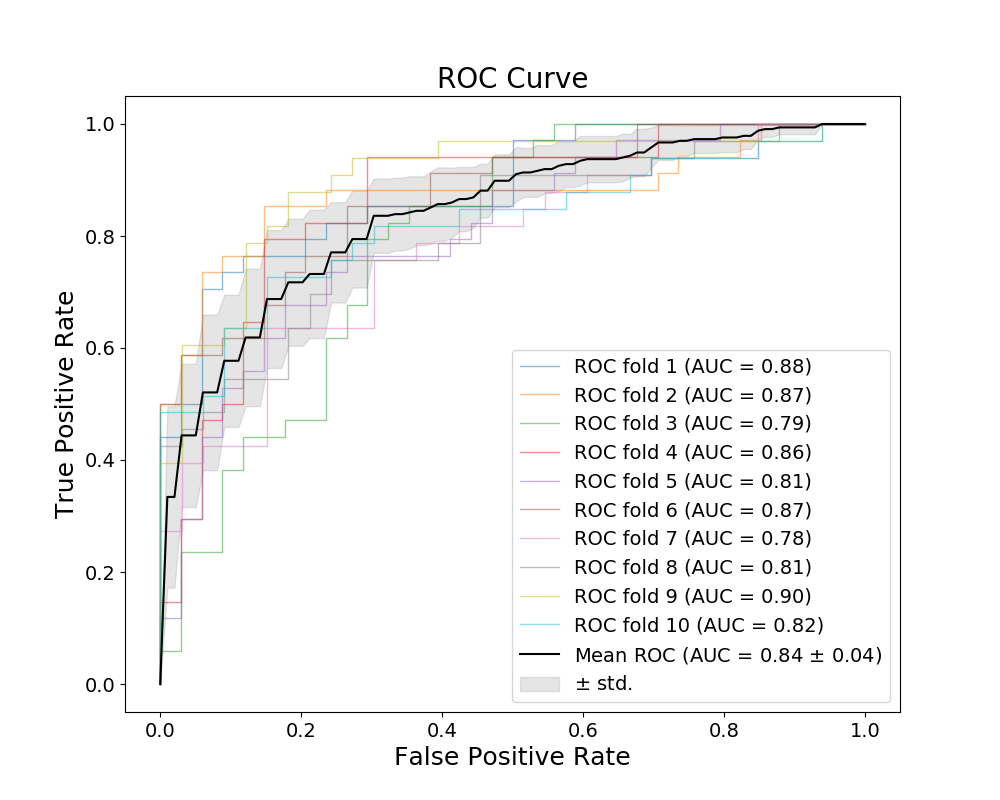 ROC Curve
1.0
0.8
0.6
0.4
0.2
0.0
True Positive Rate
ROC fold 1 (AUC = 0.88)
ROC fold 2 (AUC = 0.87)
ROC fold 3 (AUC = 0.79)
ROC fold 4 (AUC = 0.86)
ROC fold 5 (AUC = 0.81)
ROC fold 6 (AUC = 0.87)
ROC fold 7 (AUC = 0.78)
ROC fold 8 (AUC = 0.81)
ROC fold 9 (AUC = 0.90)
ROC fold 10 (AUC = 0.82)
Mean ROC (AUC = 0.84 ± 0.04)
± std.
0.0 0.2 0.4 0.6 0.8 1.0
False Positive Rate